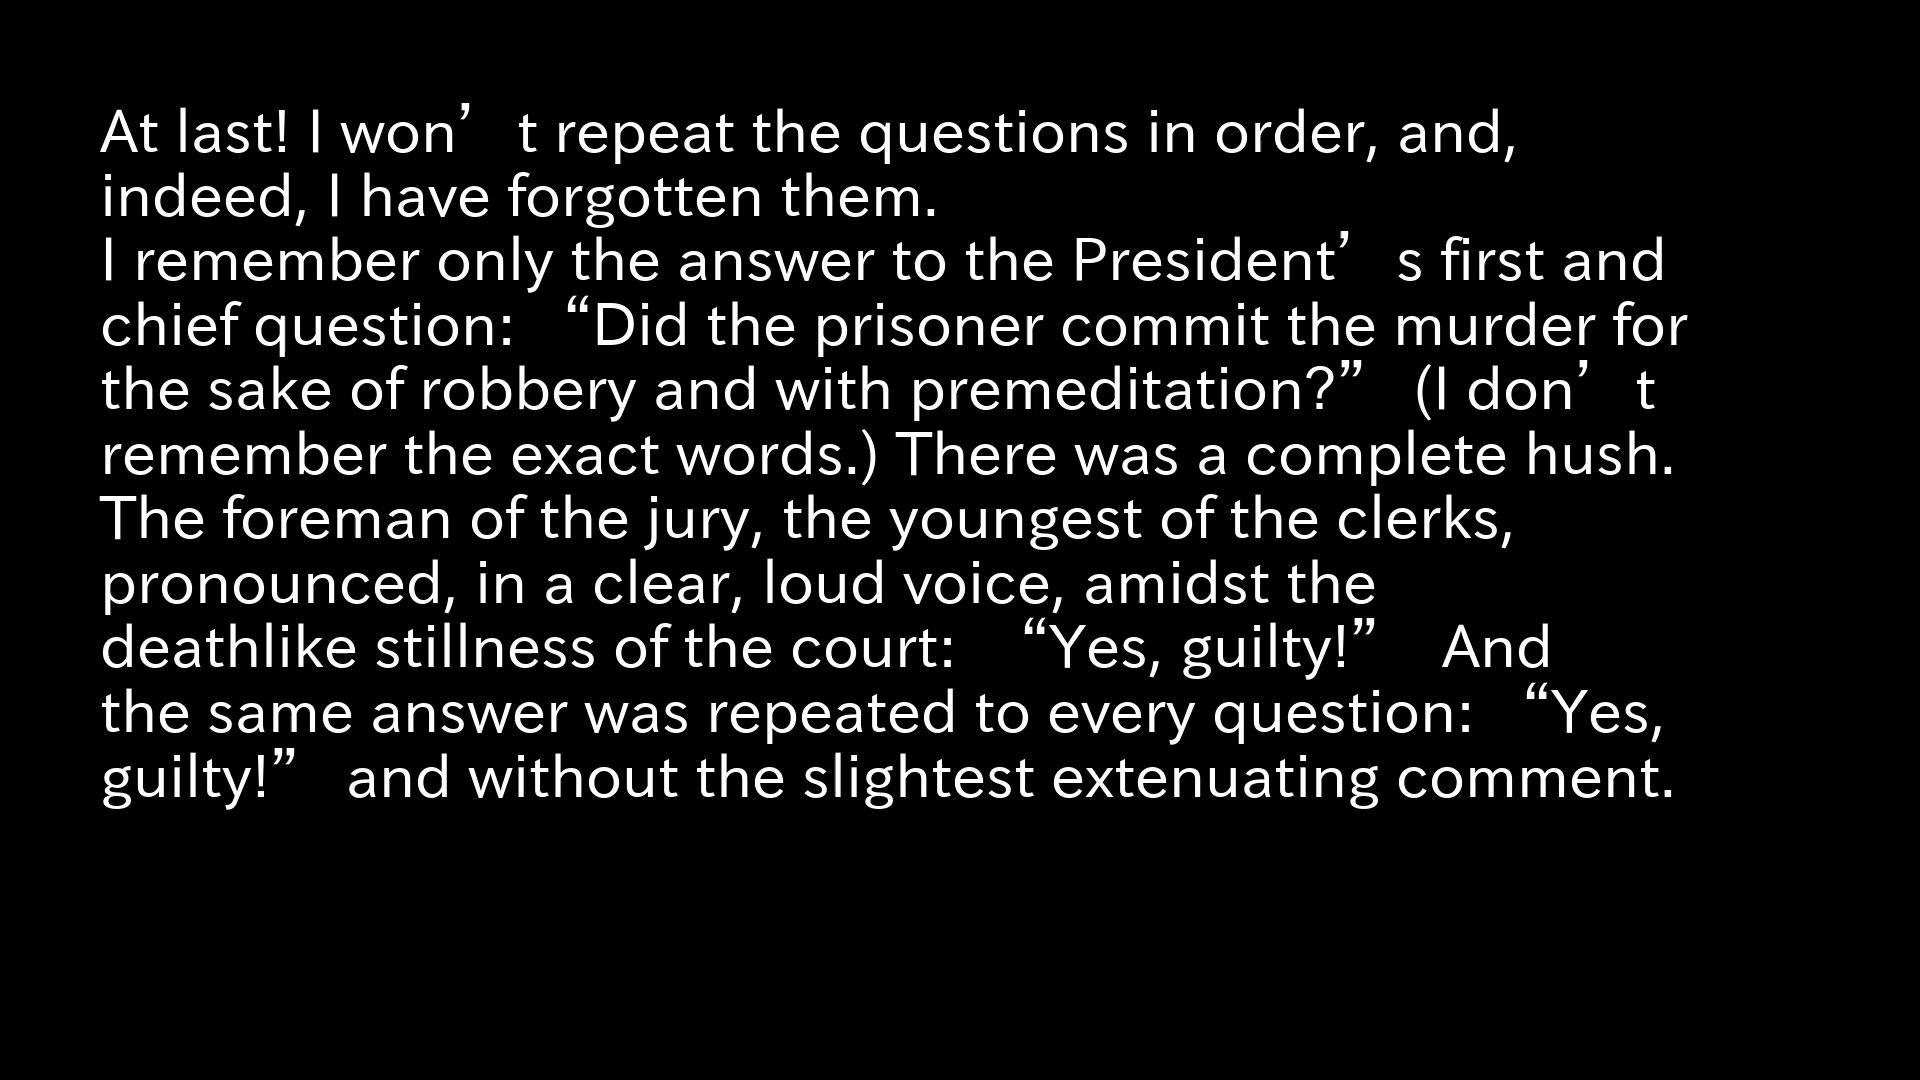 At last! I won’t repeat the questions in order, and,
indeed, I have forgotten them.
I remember only the answer to the President’s first and
chief question: “Did the prisoner commit the murder for
the sake of robbery and with premeditation?” (I don’t
remember the exact words.) There was a complete hush.
The foreman of the jury, the youngest of the clerks,
pronounced, in a clear, loud voice, amidst the
deathlike stillness of the court: “Yes, guilty!” And
the same answer was repeated to every question: “Yes,
guilty!” and without the slightest extenuating comment.